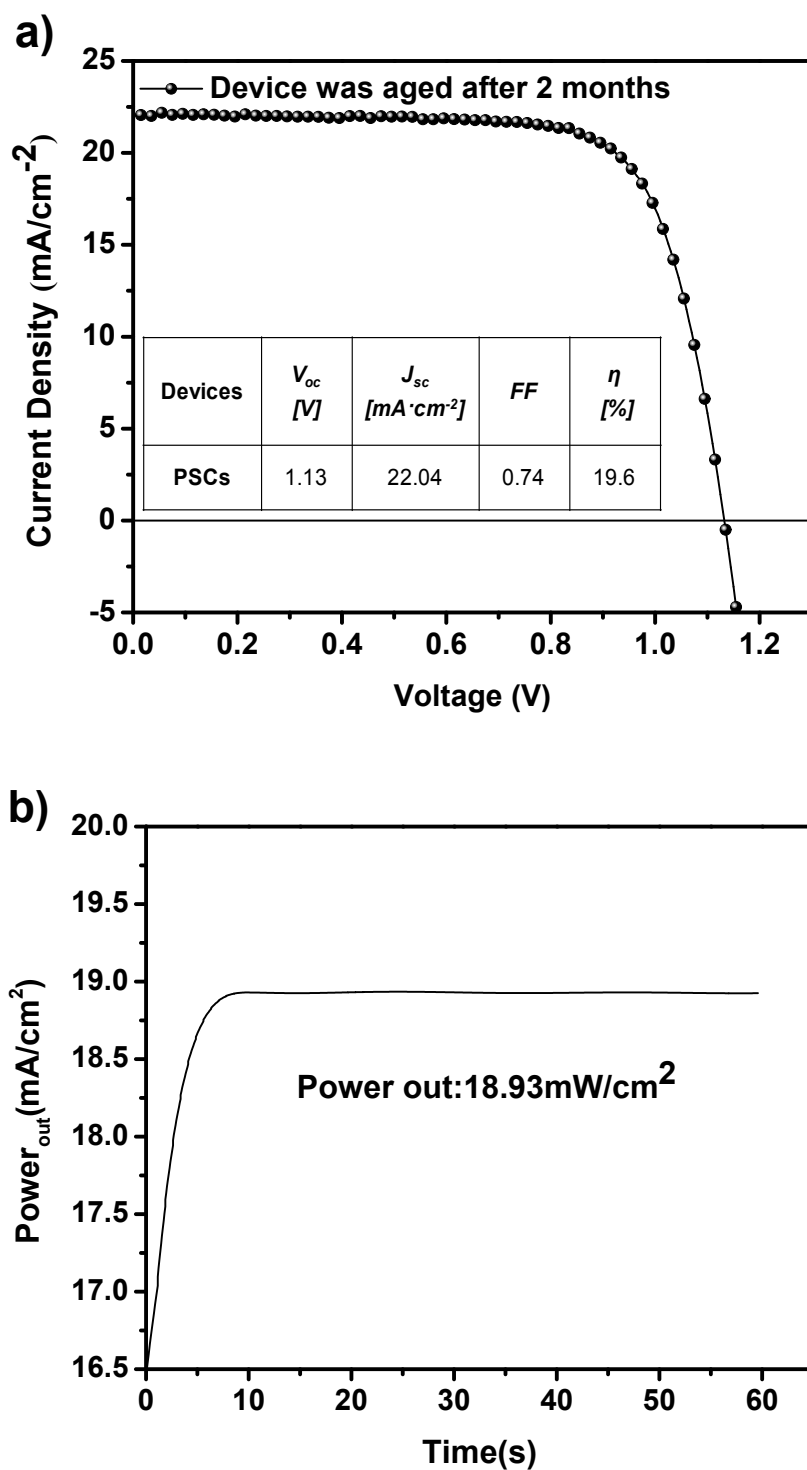 a)
Device was aged after 2 months
Current Density (mA/cm-2)
25
20
15
10
5
0
-5
Devices Voc [V] Jsc [mA·cm-2] FF η [%]
PSCs 1.13 22.04 0.74 19.6
0.0 0.2 0.4 0.6 0.8 1.0 1.2
Voltage (V)
b)
Powerout(mA/cm2)
20.0
19.5
19.0
18.5
18.0
17.5
17.0
16.5
Power out:18.93mW/cm2
0 10 20 30 40 50 60
Time(s)